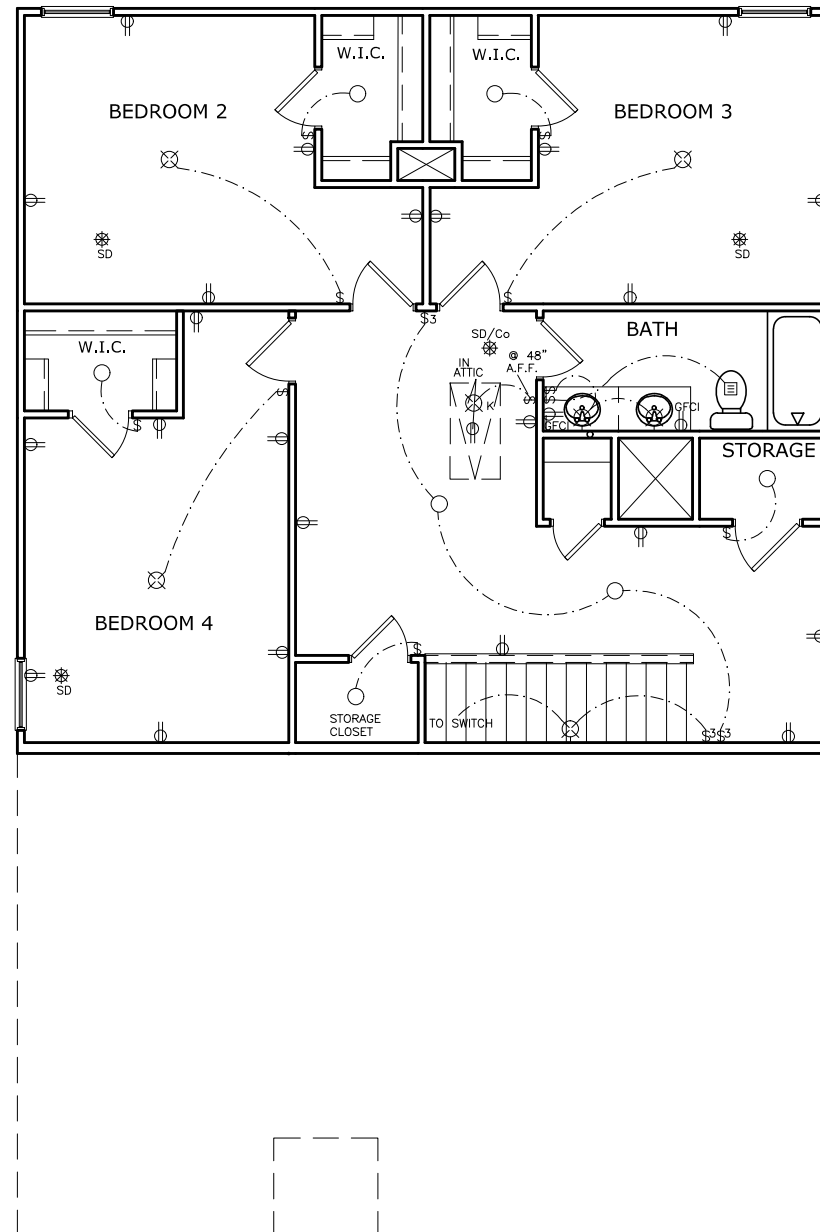 W.I.C.
W.I.C.
BEDROOM 2
BEDROOM 3
$
$
SD
SD
$
$
$3
SD/Co
BATH
W.I.C.
@ 48"
A.F.F.
IN
ATTIC
$
K
$
$
$
GFCI
GFCI
$
STORAGE
$
BEDROOM 4
$
SD
STORAGE
CLOSET
TO SWITCH
$3
$3